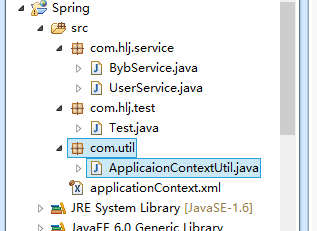 Spring
src
com.hlj.service
BybService.java
UserService.java
com.hlj.test
Test.java
com.util
ApplicaionContextUtil.java
applicationContext.xml
JRE System Library [JavaSE-1.6]
JavaEE 6.0 Generic Library